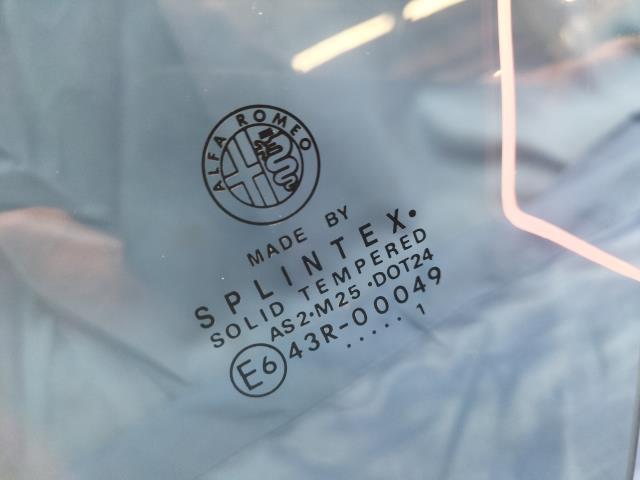 ALFA ROMEO
MADE BY
SPLINTEX.
SOLID TEMPERED
AS2·M25·DOT24
E6 43R-00049
..... 1